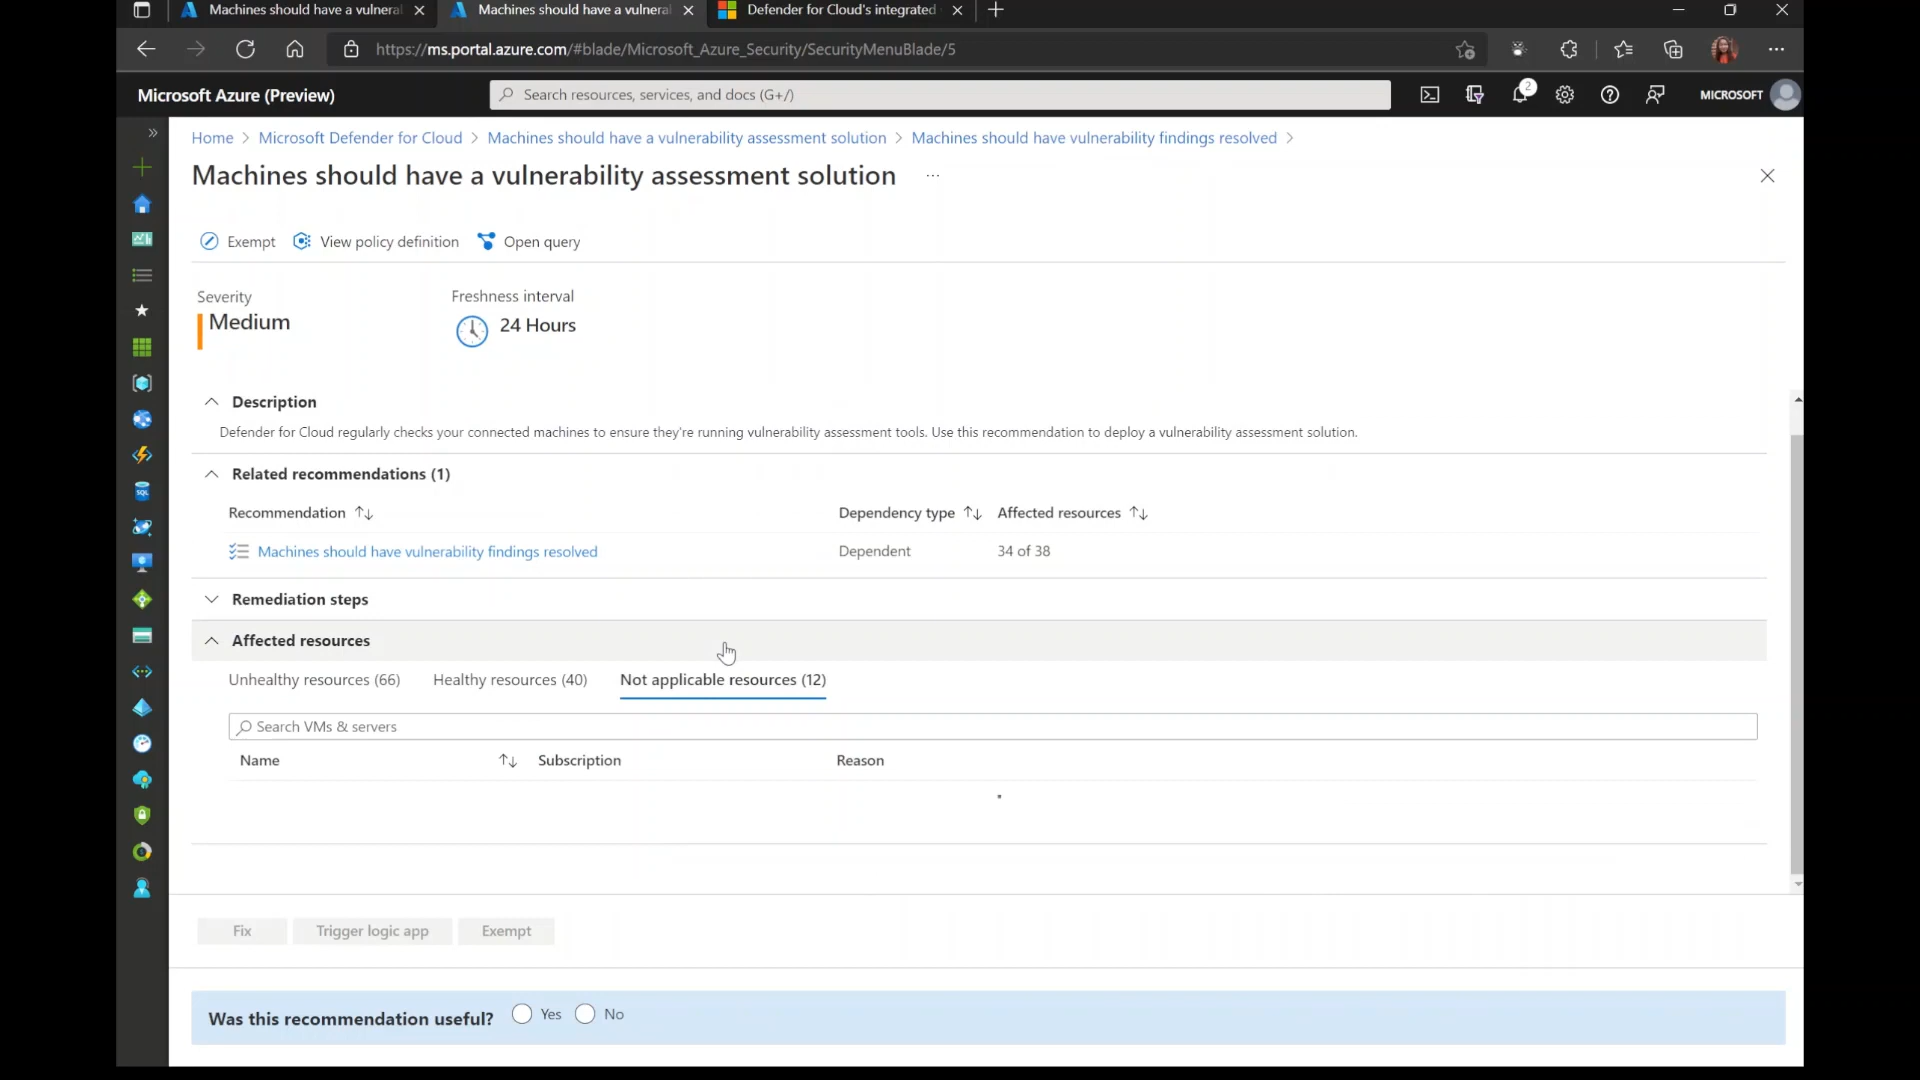 Machines should have a vulnera
Machines should have a vulnera
Defender for Cloud's integrated
https://ms.portal.azure.com/#blade/Microsoft_Azure_Security/SecurityMenuBlade/5
Microsoft Azure (Preview)
Search resources, services, and docs (G+/)
2
MICROSOFT
Home > Microsoft Defender for Cloud > Machines should have a vulnerability assessment solution > Machines should have vulnerability findings resolved >
Machines should have a vulnerability assessment solution ...
Exempt View policy definition Open query
Severity Freshness interval
Medium 24 Hours
Description
Defender for Cloud regularly checks your connected machines to ensure they're running vulnerability assessment tools. Use this recommendation to deploy a vulnerability assessment solution.
Related recommendations (1)
Recommendation Dependency type Affected resources
Machines should have vulnerability findings resolved Dependent 34 of 38
Remediation steps
Affected resources
Unhealthy resources (66) Healthy resources (40) Not applicable resources (12)
Search VMs & servers
Name Subscription Reason
Fix Trigger logic app Exempt
Was this recommendation useful? Yes No
SQL